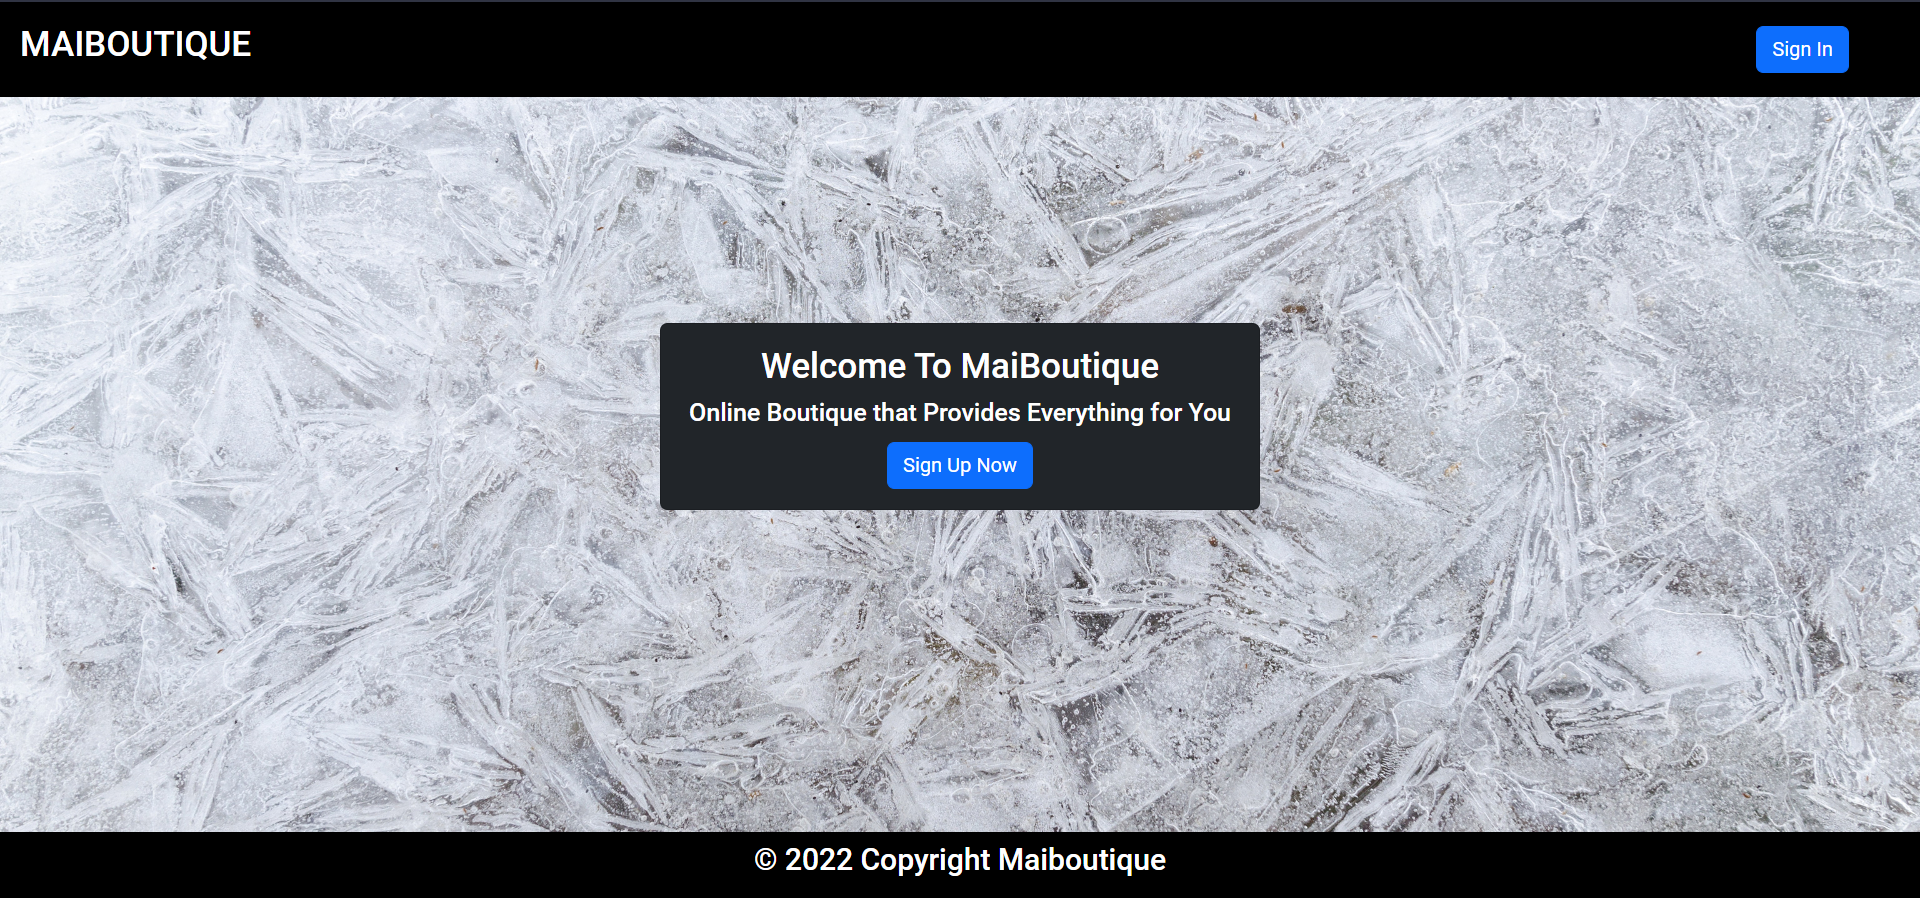 MAIBOUTIQUE
Sign In
Welcome To MaiBoutique
Online Boutique that Provides Everything for You
Sign Up Now
© 2022 Copyright Maiboutique